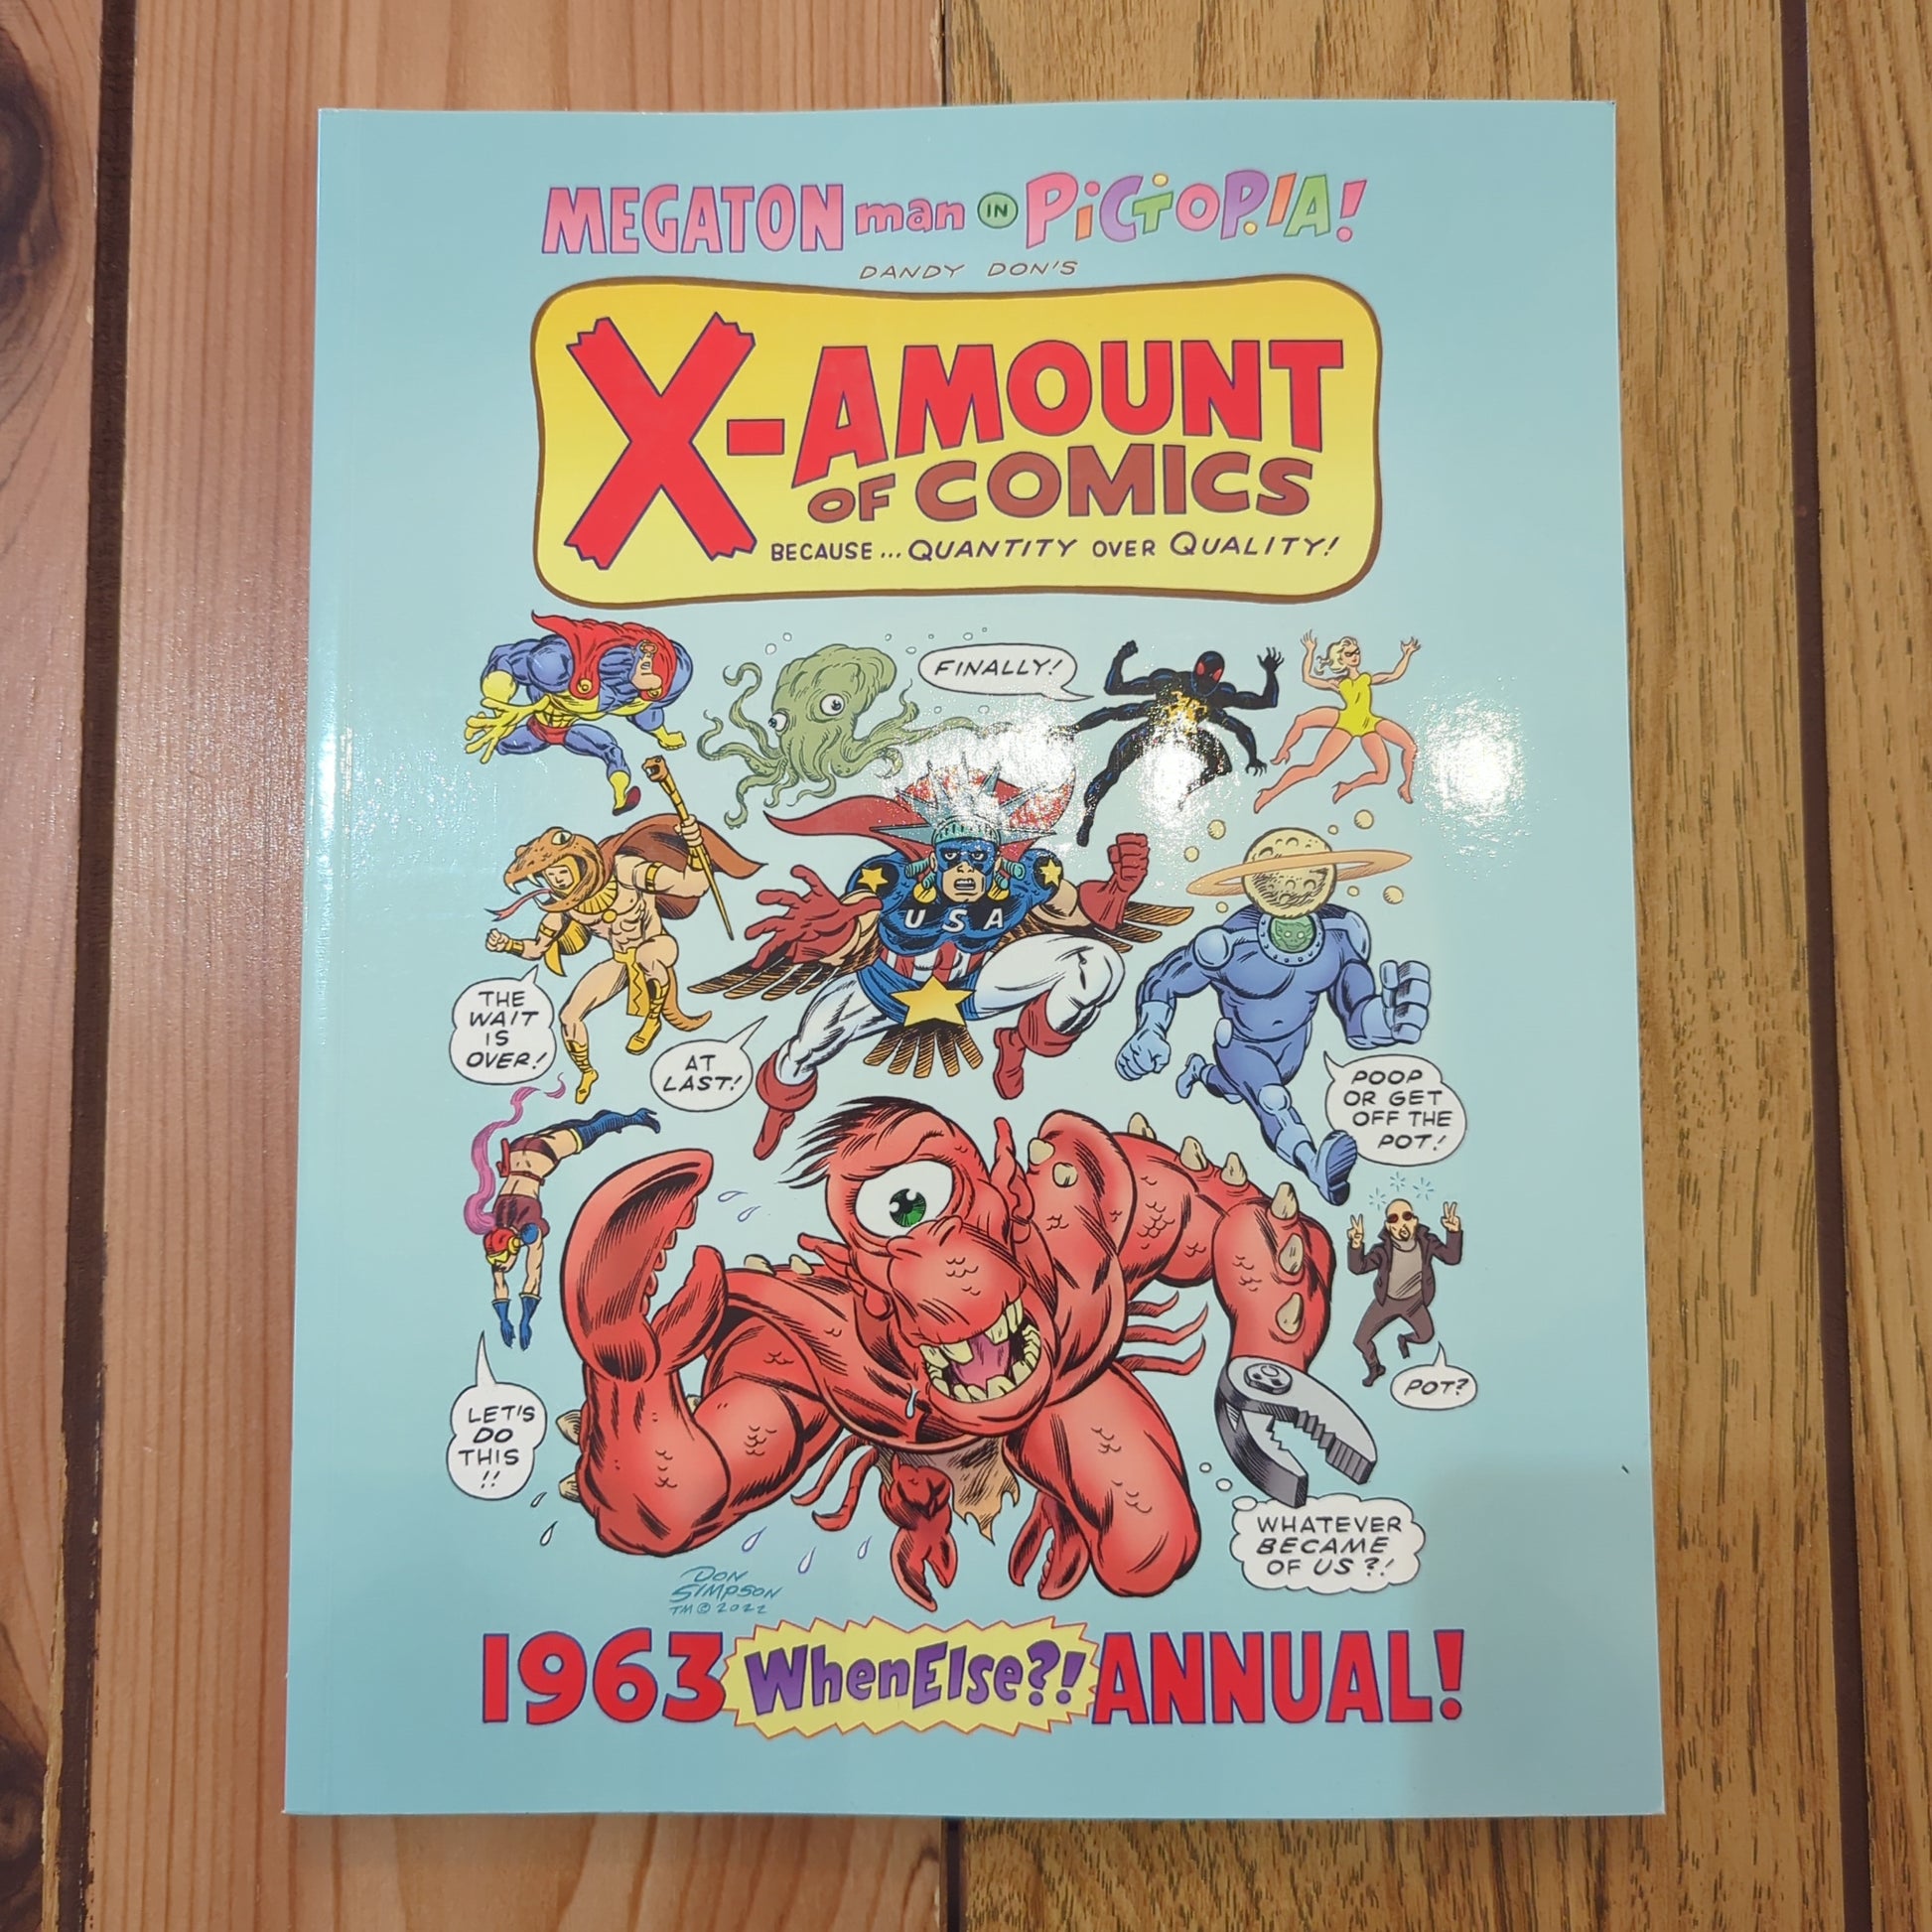 MEGATON man IN PiCTOPIA!
DANDY DON'S
X-AMOUNT
OF COMICS
BECAUSE... QUANTITY OVER QUALITY!
FINALLY!
USA
THE
WAIT
IS
OVER!
AT
LAST!
POOP
OR GET
OFF THE
POT!
POT?
LET'S
DO
THIS
!!
WHATEVER
BECAME
OF US?!
DON
SIMPSON
TM © 2022
1963 WhenElse?! ANNUAL!